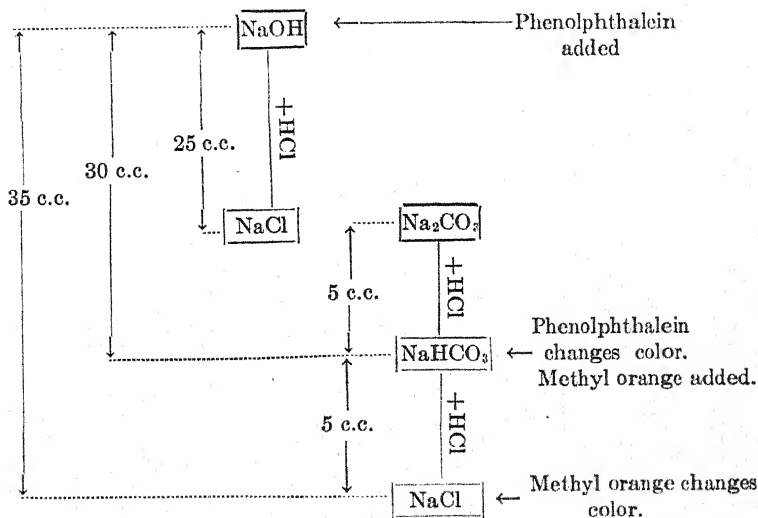 NaOH
Phenolphthalein
added
+HCl
25 c.c.
30 c.c.
35 c.c.
NaCl
Na₂CO₃
5 c.c.
+HCl
Phenolphthalein
NaHCO₃
changes color.
Methyl orange added.
5 c.c.
+HCl
NaCl
Methyl orange changes
color.